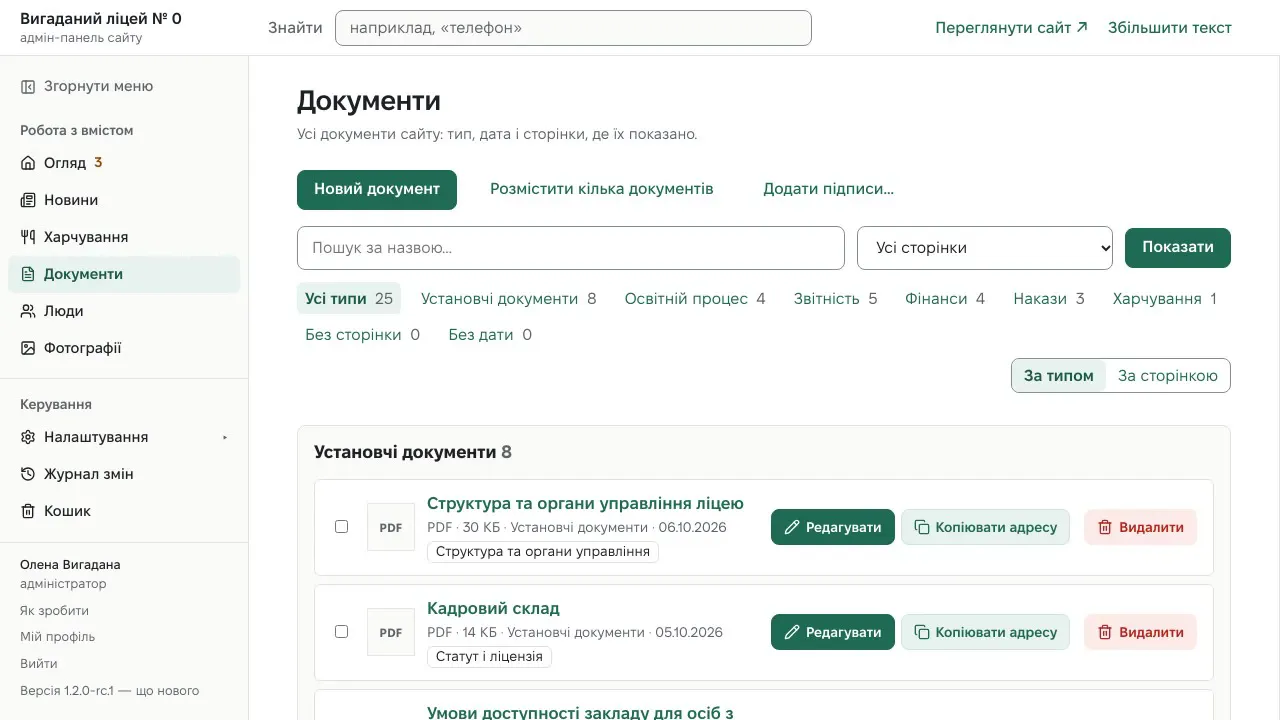 Вигаданий ліцей № 0
адмін-панель сайту
Знайти
наприклад, «телефон»
Переглянути сайт ↗
Збільшити текст
Згорнути меню
Робота з вмістом
Огляд 3
Новини
Харчування
Документи
Люди
Фотографії
Керування
Налаштування
Журнал змін
Кошик
Олена Вигадана
адміністратор
Як зробити
Мій профіль
Вийти
Версія 1.2.0-rc.1 — що нового
Документи
Усі документи сайту: тип, дата і сторінки, де їх показано.
Новий документ
Розмістити кілька документів
Додати підписи…
Пошук за назвою…
Усі сторінки
Показати
Усі типи 25
Установчі документи 8
Освітній процес 4
Звітність 5
Фінанси 4
Накази 3
Харчування 1
Без сторінки 0
Без дати 0
За типом
За сторінкою
Установчі документи 8
PDF
Структура та органи управління ліцею
PDF · 30 КБ · Установчі документи · 06.10.2026
Структура та органи управління
Редагувати
Копіювати адресу
Видалити
PDF
Кадровий склад
PDF · 14 КБ · Установчі документи · 05.10.2026
Статут і ліцензія
Редагувати
Копіювати адресу
Видалити
Умови доступності закладу для осіб з